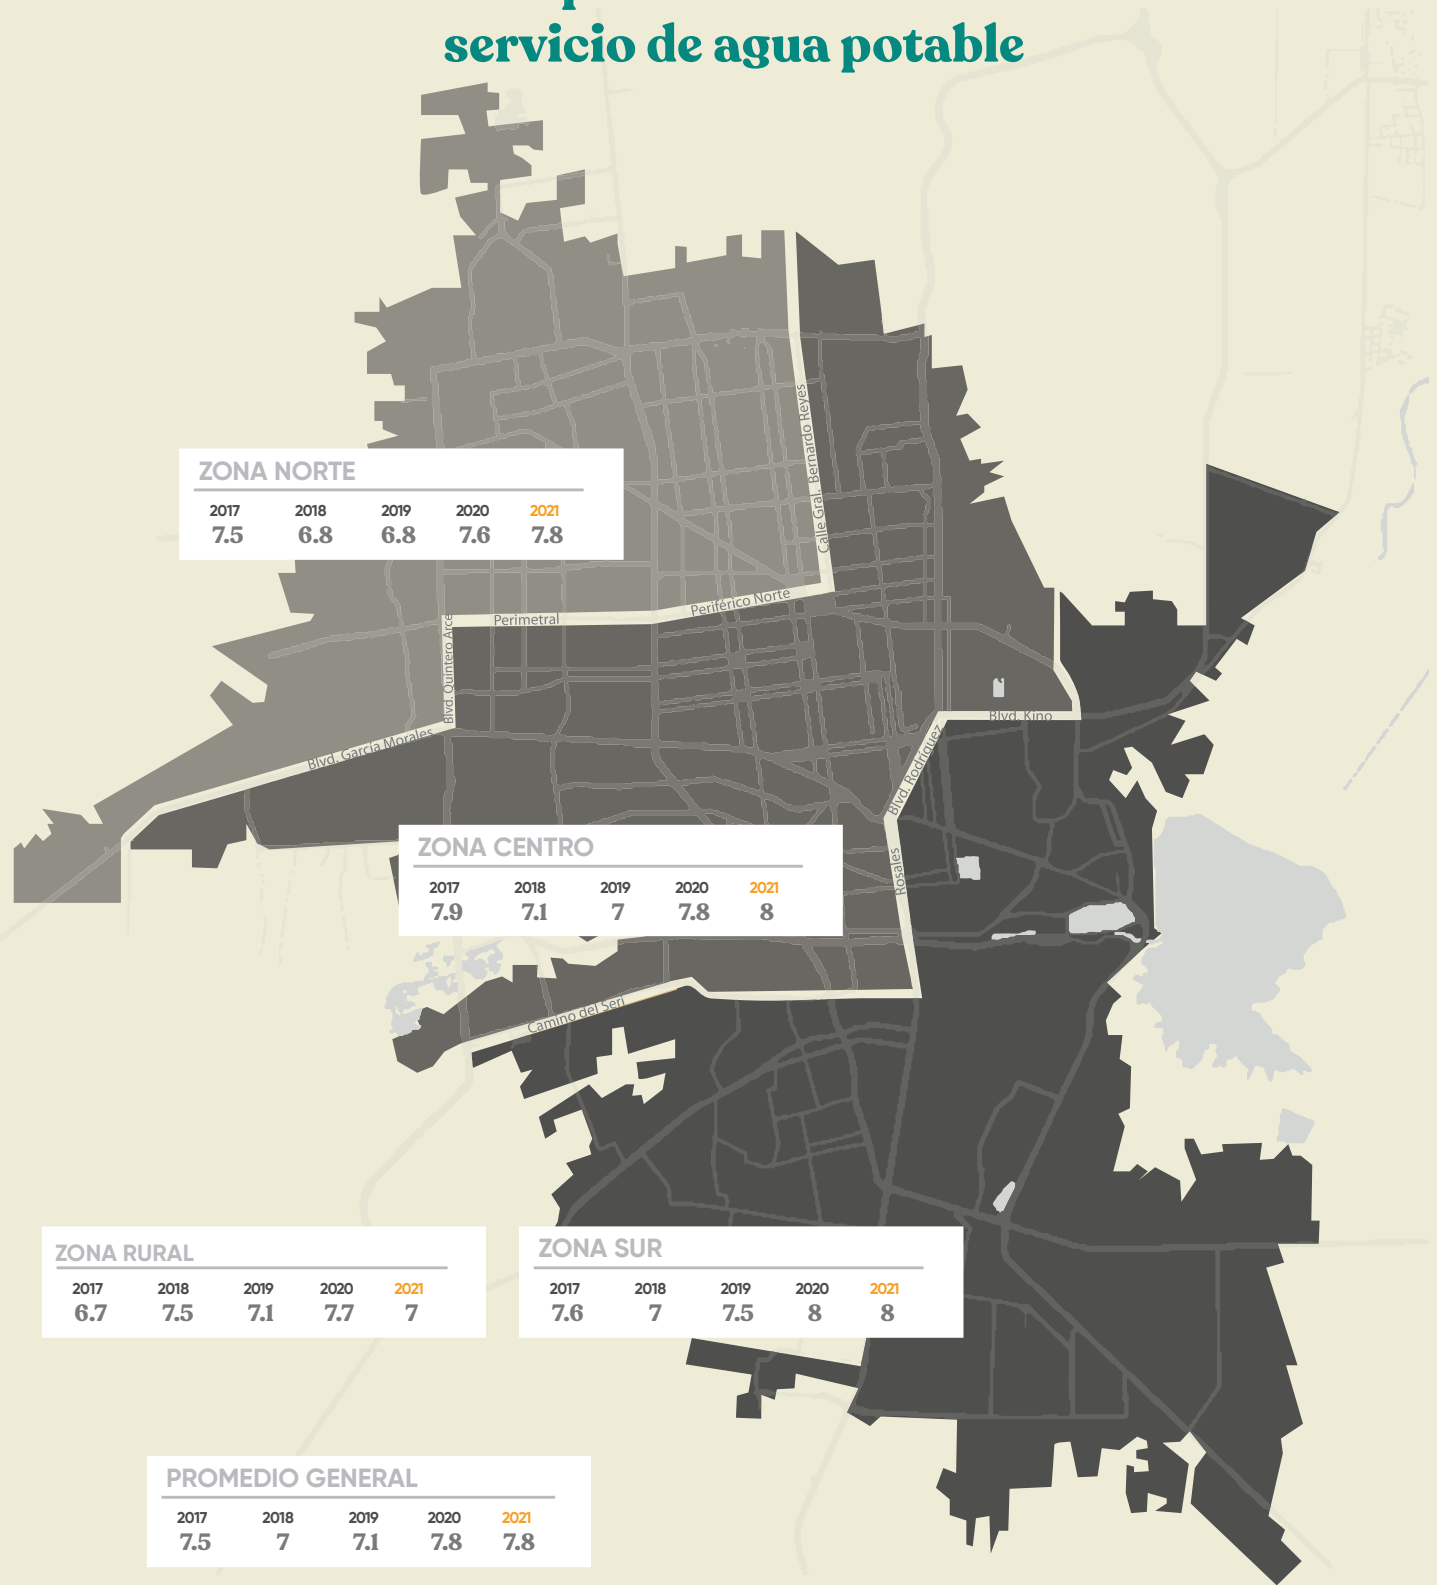 servicio de agua potable
Calle Gral. Bernardo Reyes
ZONA NORTE
2017 2018 2019 2020 2021
7.5 6.8 6.8 7.6 7.8
Periférico Norte
Perimetral
Blvd. Quintero Arce
Blvd. Kino
Blvd. García Morales
Blvd. Rodríguez
ZONA CENTRO
2017 2018 2019 2020 2021
7.9 7.1 7 7.8 8
Rosales
Camino del Seri
ZONA RURAL
2017 2018 2019 2020 2021
6.7 7.5 7.1 7.7 7
ZONA SUR
2017 2018 2019 2020 2021
7.6 7 7.5 8 8
PROMEDIO GENERAL
2017 2018 2019 2020 2021
7.5 7 7.1 7.8 7.8